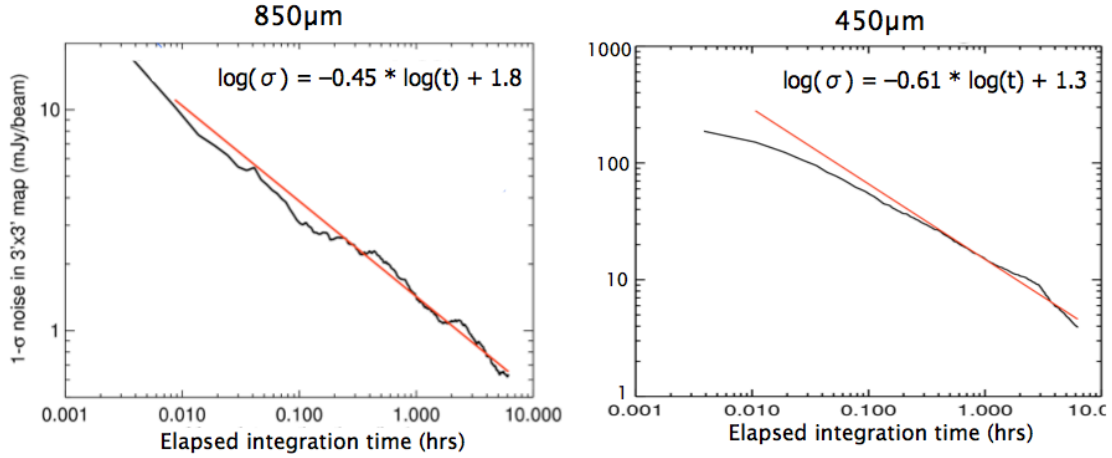 850μm
10
1
0.001
0.010
0.100
1.000
10.000
1-σ noise in 3'x3' map (mJy/beam)
Elapsed integration time (hrs)
log(σ) = −0.45 * log(t) + 1.8
450μm
1000
100
10
1
0.001
0.010
0.100
1.000
10.0
Elapsed integration time (hrs)
log(σ) = −0.61 * log(t) + 1.3